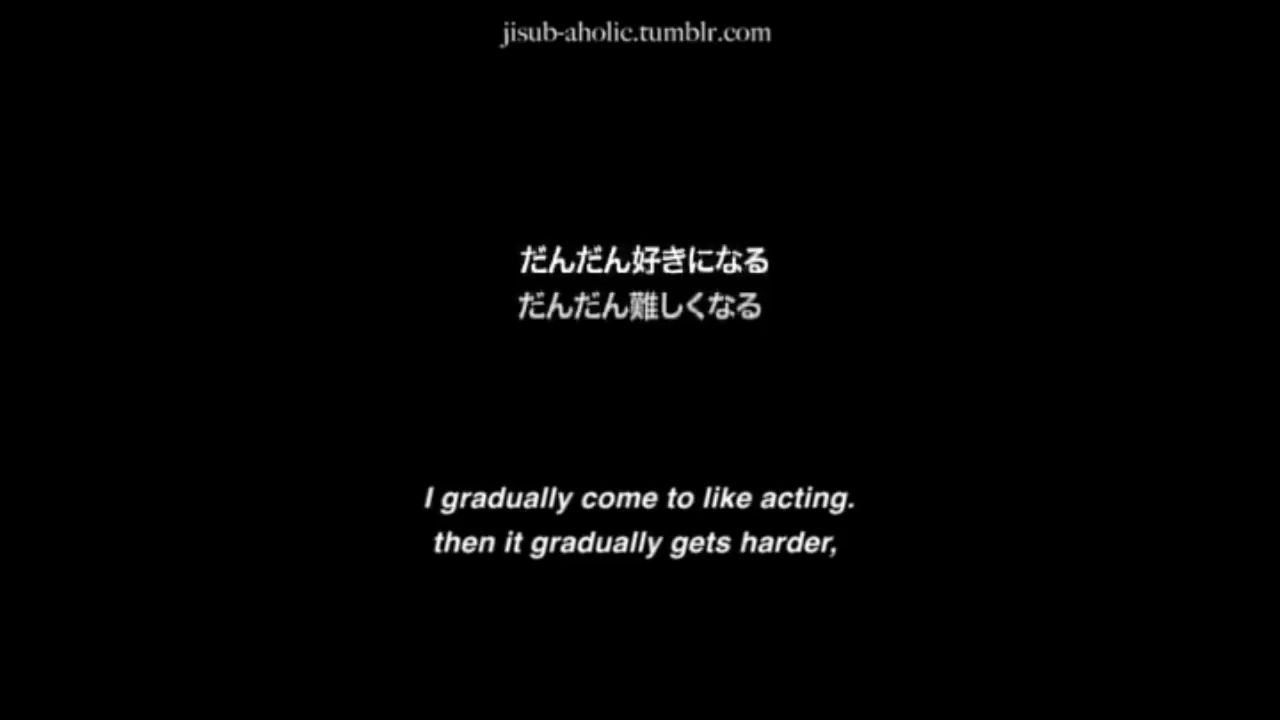 jisub-aholic.tumblr.com
だんだん好きになる
だんだん難しくなる
I gradually come to like acting.
then it gradually gets harder,